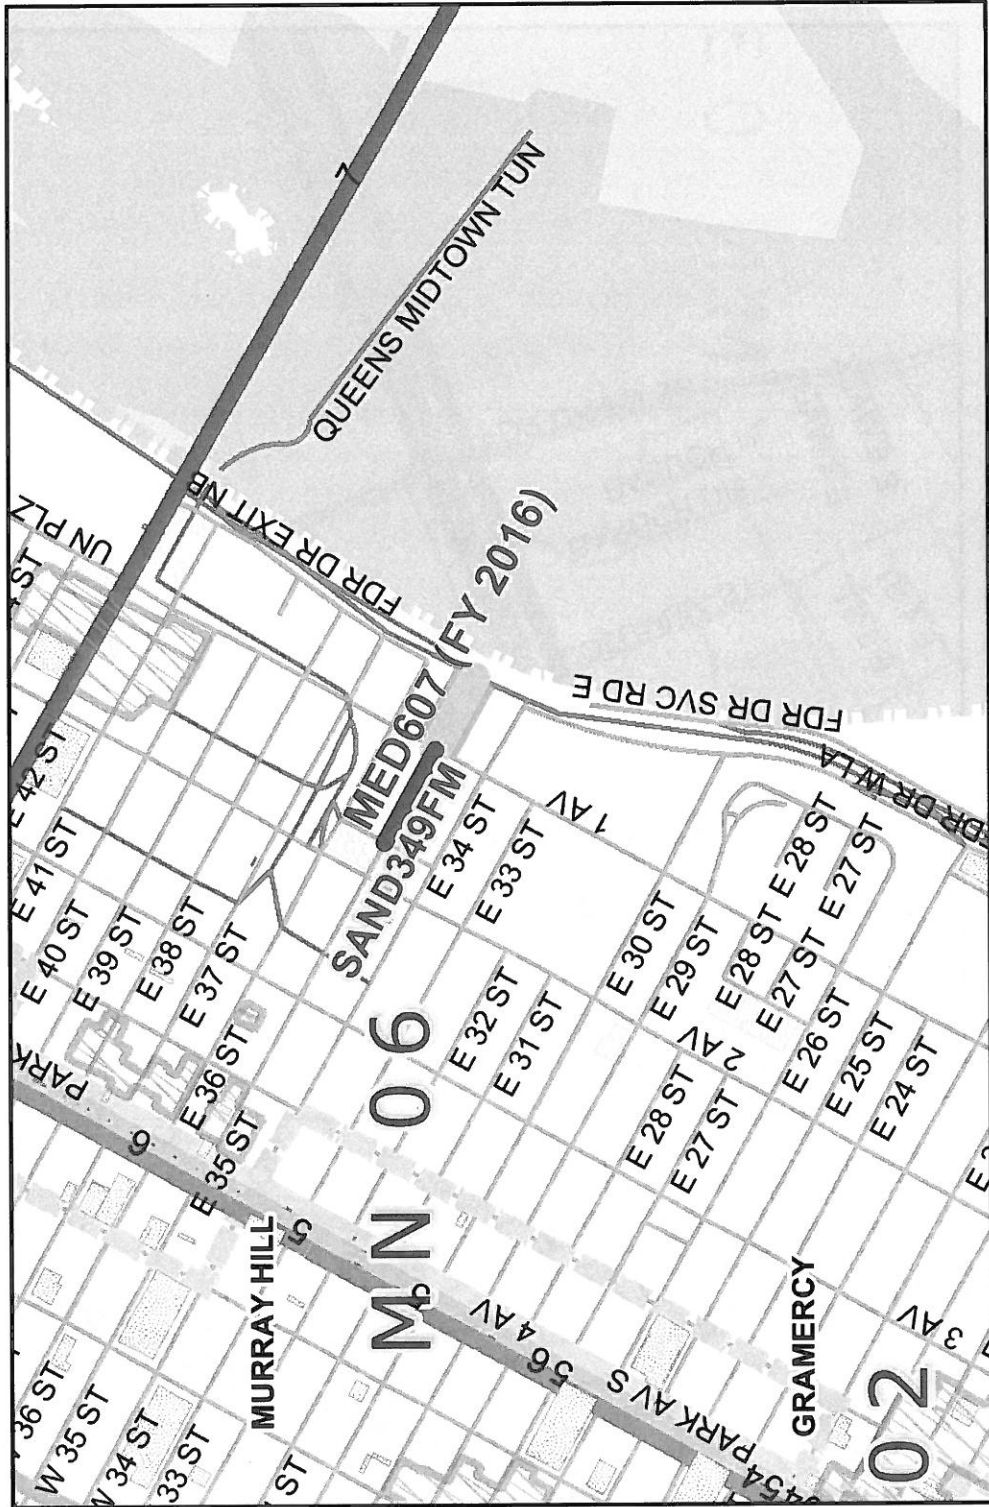 QUEENS MIDTOWN TUN
7
UN PLZ
FDR DR EXIT NB
MED607 (FY 2016)
SAND349FM
FDR DR SVC RD E
FDR DR W LA
1 AV
E 42 ST
E 41 ST
E 40 ST
E 39 ST
E 38 ST
E 37 ST
E 36 ST
E 35 ST
E 34 ST
E 33 ST
E 32 ST
E 31 ST
E 30 ST
E 29 ST
E 28 ST
E 28 ST
E 27 ST
E 27 ST
E 26 ST
E 25 ST
E 24 ST
2 AV
E 28 ST
E 27 ST
PARK
6
5
MN 06
MURRAY HILL
4 AV
56
PARK AV S
GRAMERCY
3 AV
02
W 36 ST
W 35 ST
W 34 ST
33 ST
ST